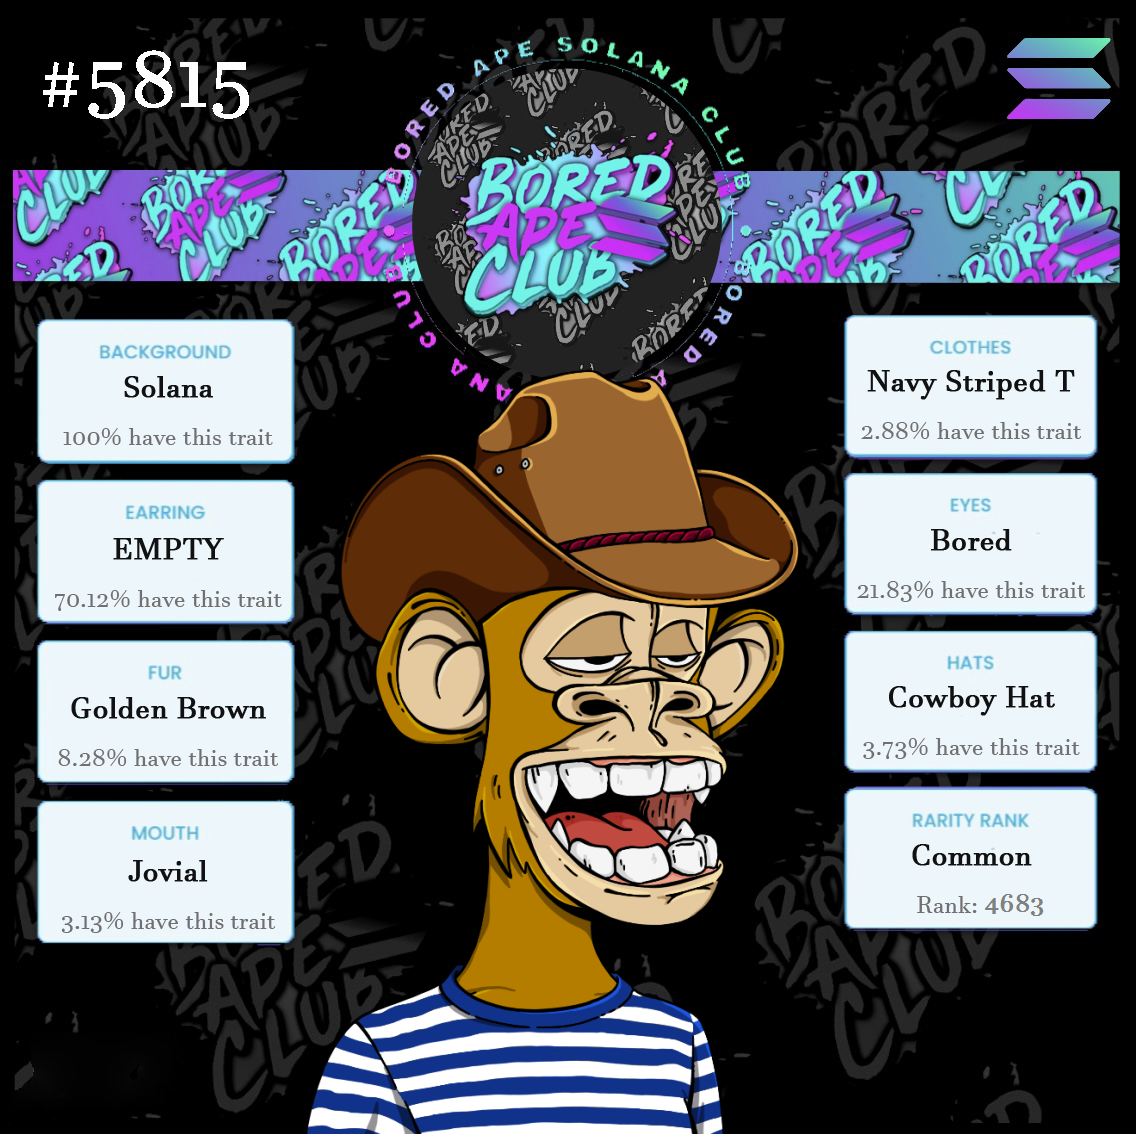 #5815
BORED APE SOLANA CLUB
BORED
APE
CLUB
BACKGROUND
Solana
100% have this trait
EARRING
EMPTY
70.12% have this trait
FUR
Golden Brown
8.28% have this trait
MOUTH
Jovial
3.13% have this trait
CLOTHES
Navy Striped T
2.88% have this trait
EYES
Bored
21.83% have this trait
HATS
Cowboy Hat
3.73% have this trait
RARITY RANK
Common
Rank: 4683